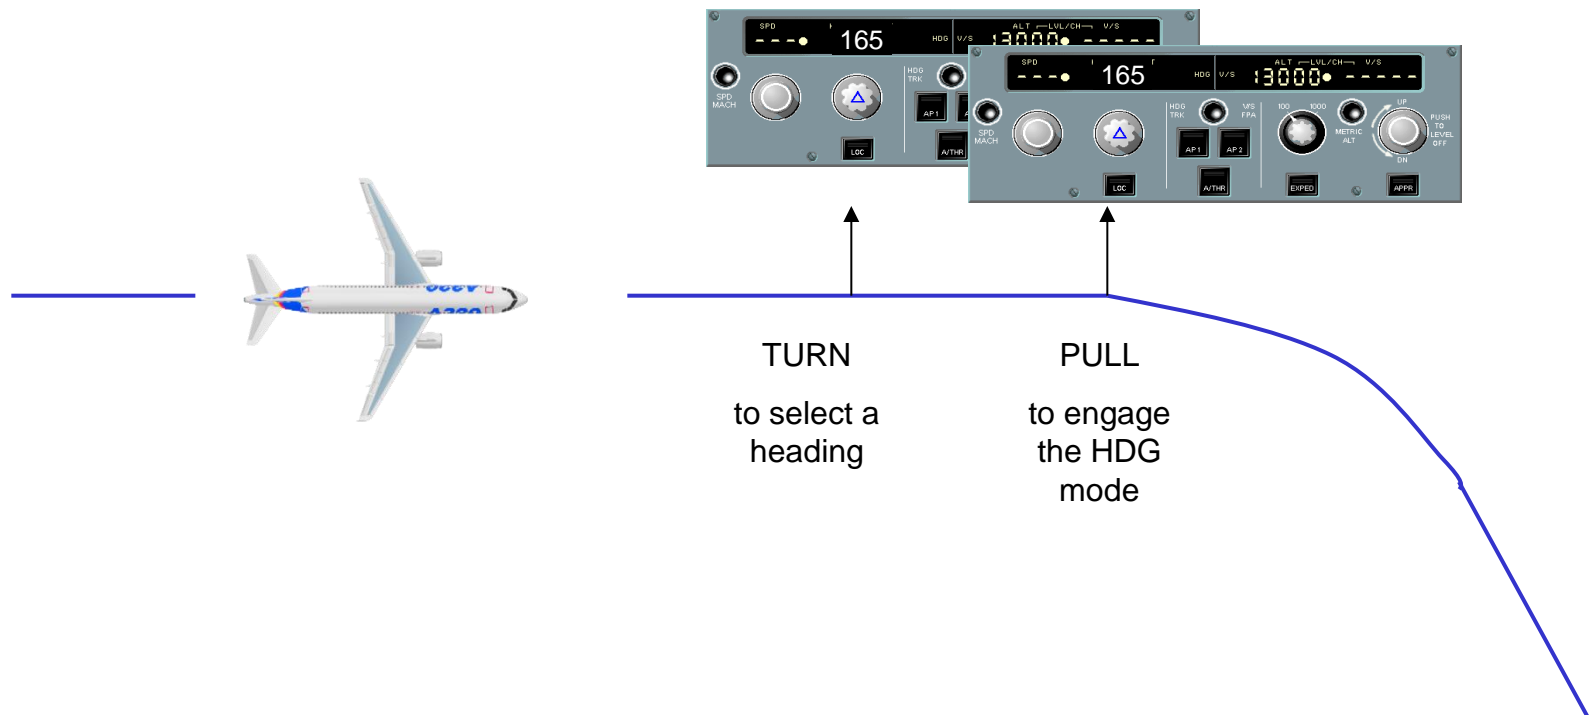 SPD
165
HDG V/S
ALT LVL/CH V/S
13000
SPD
MACH
HDG
TRK
AP1
LOC
A/THR
SPD
165
HDG V/S
ALT LVL/CH V/S
13000
SPD
MACH
HDG
TRK
V/S
FPA
AP1
AP2
LOC
A/THR
100
1000
METRIC
ALT
UP
PUSH
TO
LEVEL
OFF
DN
EXPED
APPR
A320
TURN
to select a
heading
PULL
to engage
the HDG
mode